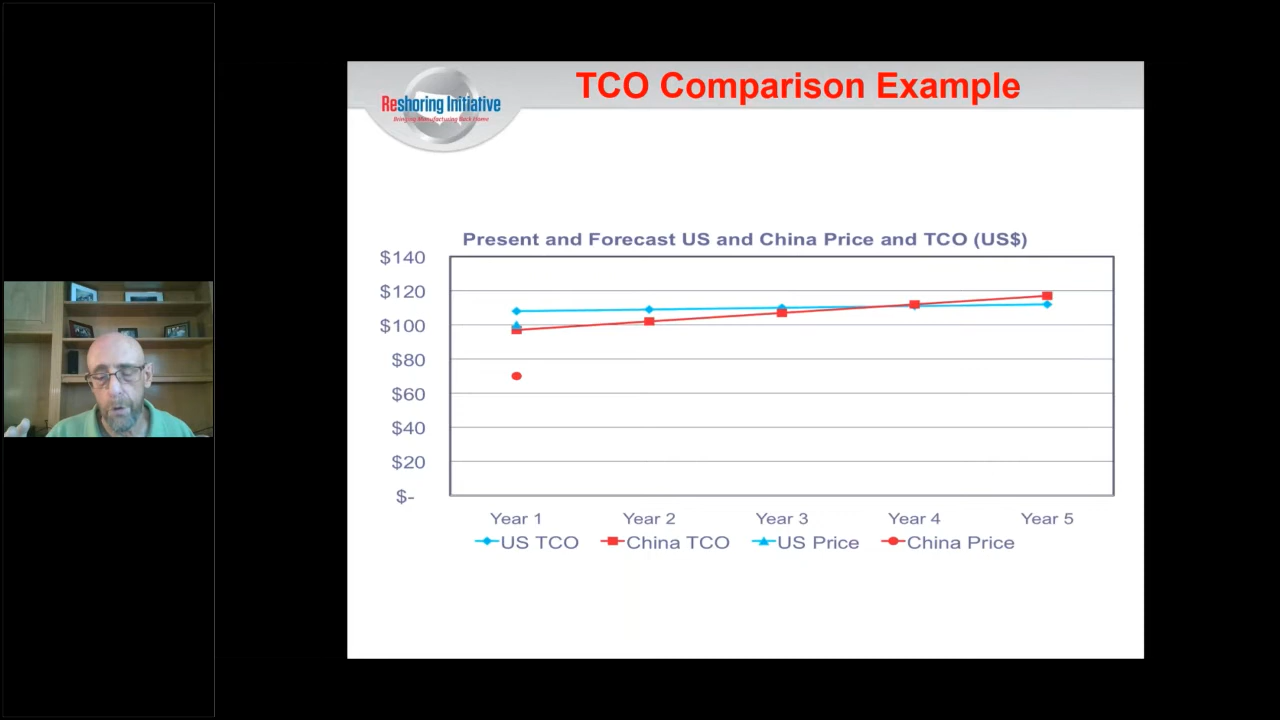 TCO Comparison Example
Reshoring Initiative
Bringing Manufacturing Back Home
Present and Forecast US and China Price and TCO (US$)
$140
$120
$100
$80
$60
$40
$20
$-
Year 1 Year 2 Year 3 Year 4 Year 5
US TCO China TCO US Price China Price